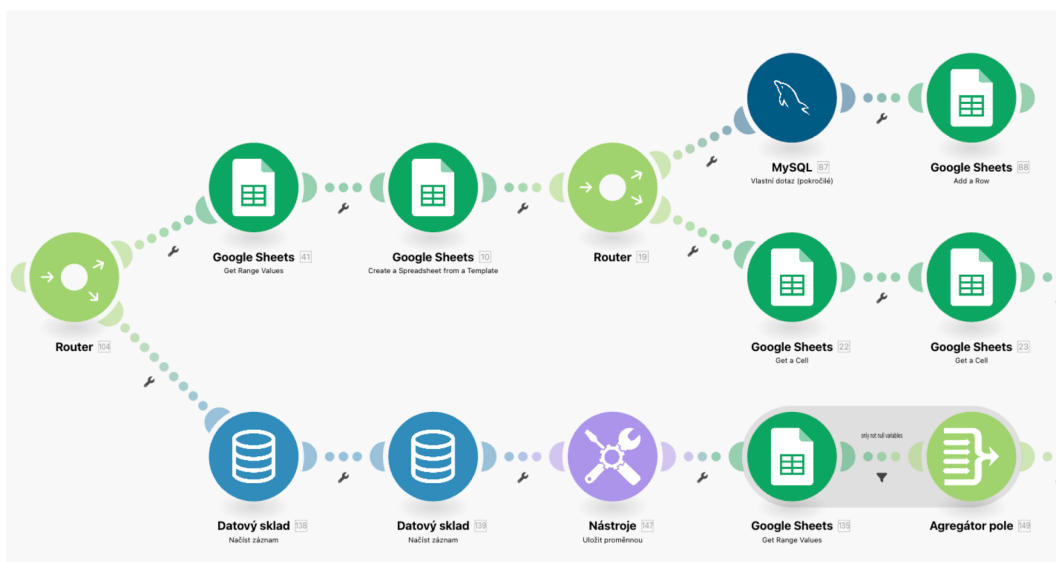 MySQL 87
Vlastní dotaz (pokročilé)
Google Sheets 88
Add a Row
Google Sheets 41
Get Range Values
Google Sheets 10
Create a Spreadsheet from a Template
Router 19
Router 104
Google Sheets 22
Get a Cell
Google Sheets 23
Get a Cell
only not null variables
Datový sklad 138
Načíst záznam
Datový sklad 139
Načíst záznam
Nástroje 147
Uložit proměnnou
Google Sheets 135
Get Range Values
Agregátor pole 149